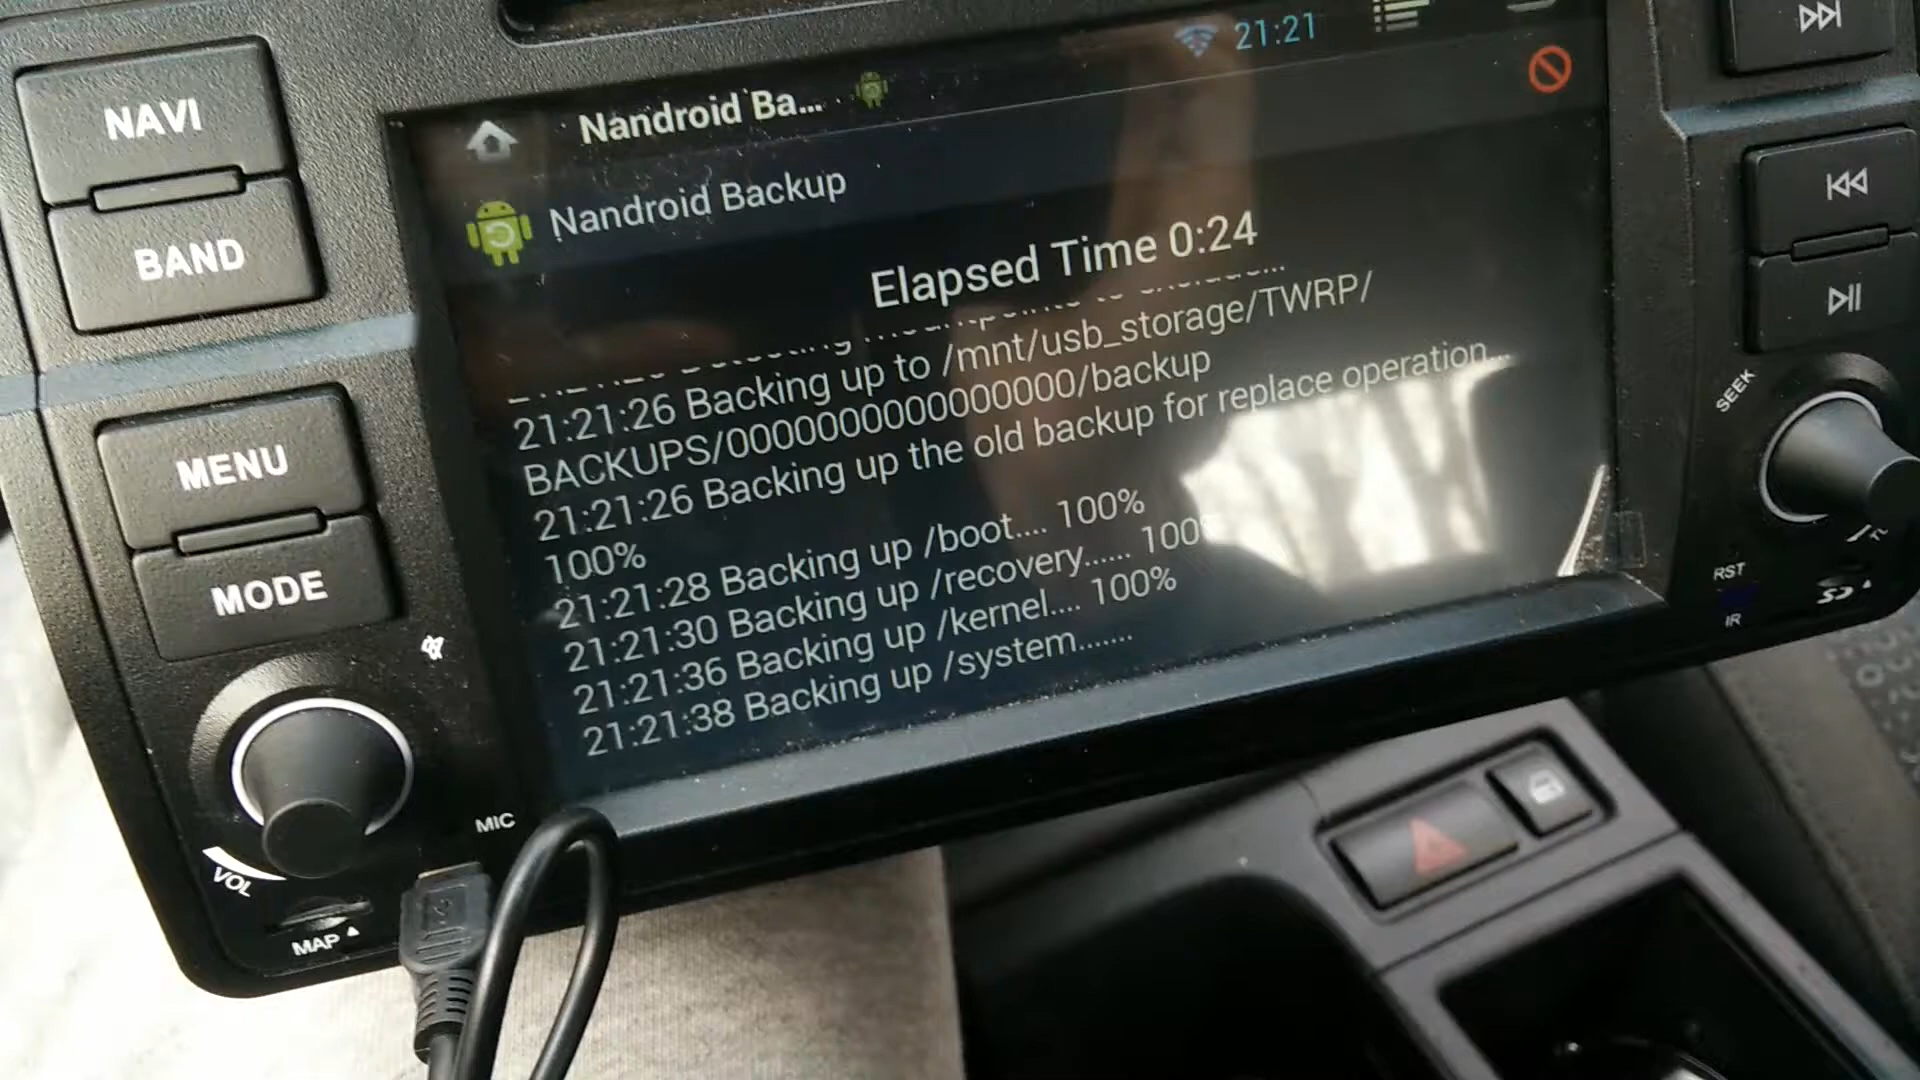 21:21
Nandroid Ba...
Nandroid Backup
Elapsed Time 0:24
21:21:26 Backing up to /mnt/usb_storage/TWRP/
BACKUPS/000000000000000/backup
21:21:26 Backing up the old backup for replace operation...
100%
21:21:28 Backing up /boot.... 100%
21:21:30 Backing up /recovery...... 100
21:21:36 Backing up /kernel.... 100%
21:21:38 Backing up /system.......
NAVI
BAND
MENU
MODE
VOL
MAP
MIC
SEEK
RST
IR